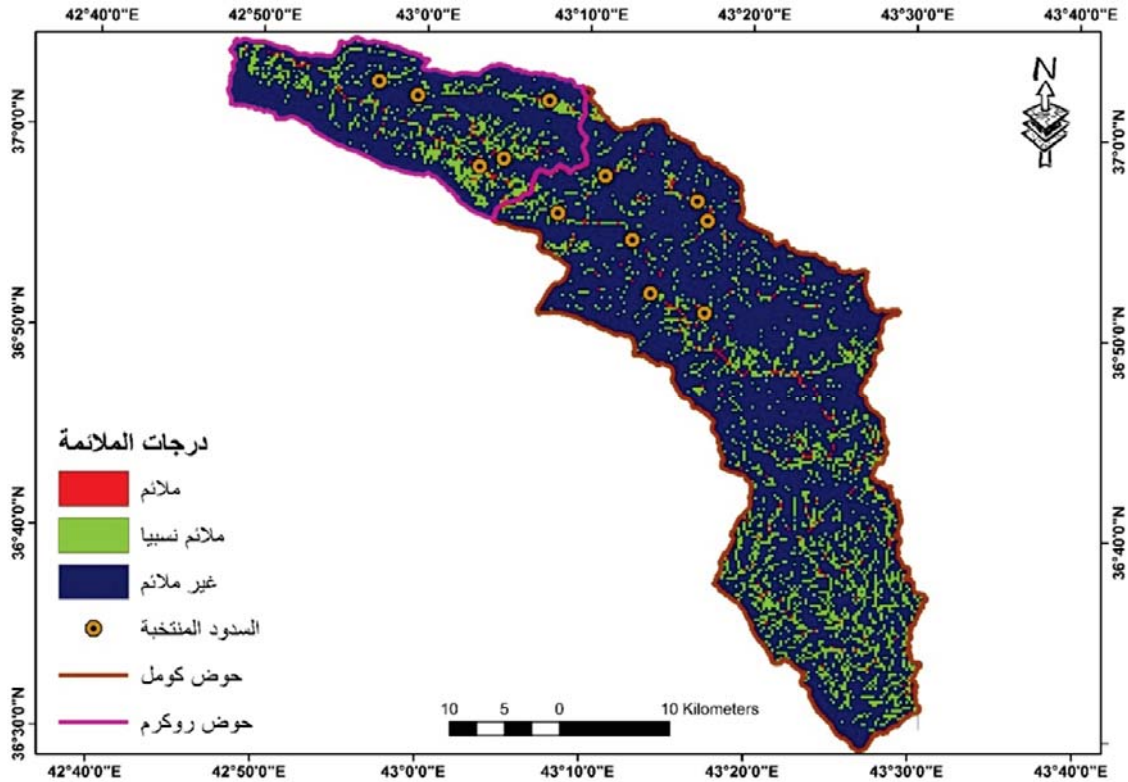 42°40'0"E 42°50'0"E 43°0'0"E 43°10'0"E 43°20'0"E 43°30'0"E 43°40'0"E
N
37°0'0"N 37°0'0"N
36°50'0"N 36°50'0"N
درجات الملائمة
ملائم
36°40'0"N 36°40'0"N
ملائم نسبيا
غير ملائم
السدود المنتخبة
حوض كومل
حوض روكرم
10 5 0 10 Kilometers
36°30'0"N
42°40'0"E 42°50'0"E 43°0'0"E 43°10'0"E 43°20'0"E 43°30'0"E 43°40'0"E